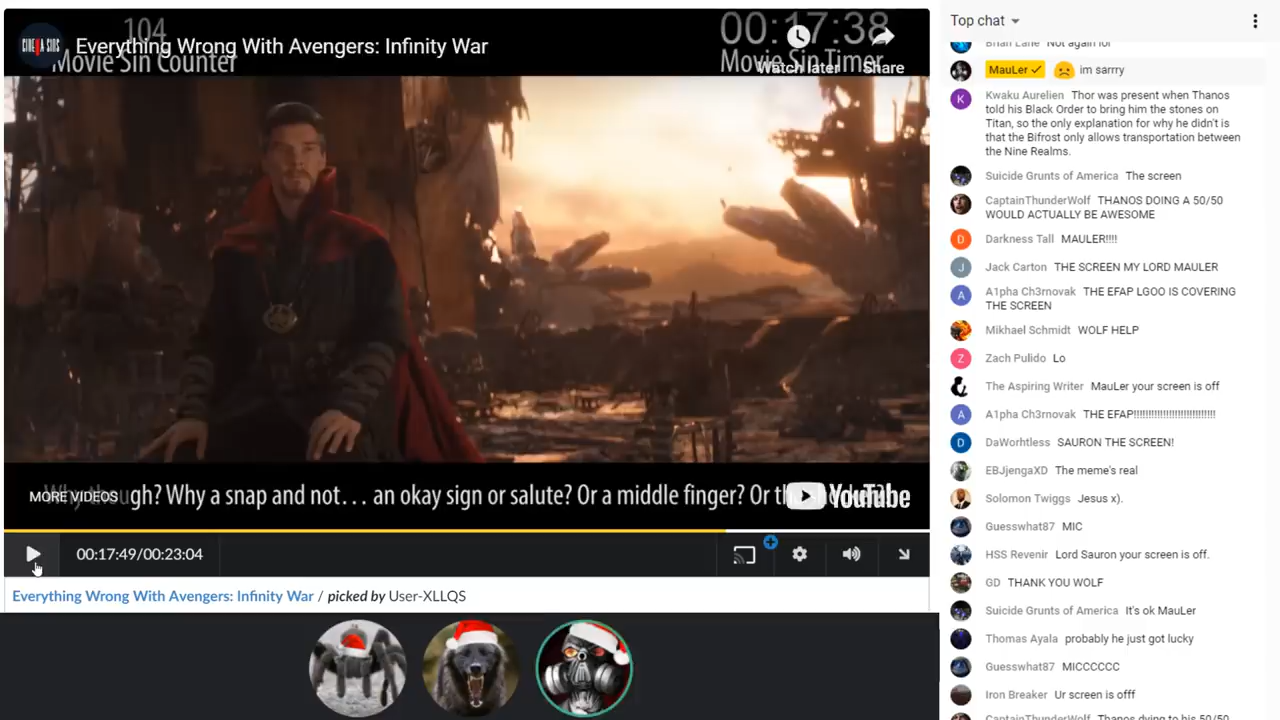 104
Movie Sin Counter
00:17:38
Movie Sin Timer
CINEMA SINS
Everything Wrong With Avengers: Infinity War
Watch later
Share
MORE VIDEOS
gh? Why a snap and not… an okay sign or salute? Or a middle finger? Or
YouTube
00:17:49/00:23:04
Everything Wrong With Avengers: Infinity War / picked by User-XLLQS
Top chat
Brian Lane Not again lol
MauLer im sarrry
K
Kwaku Aurelien Thor was present when Thanos
told his Black Order to bring him the stones on
Titan, so the only explanation for why he didn't is
that the Bifrost only allows transportation between
the Nine Realms.
Suicide Grunts of America The screen
CaptainThunderWolf THANOS DOING A 50/50
WOULD ACTUALLY BE AWESOME
D
Darkness Tall MAULER!!!!
J
Jack Carton THE SCREEN MY LORD MAULER
A
A1pha Ch3rnovak THE EFAP LGOO IS COVERING
THE SCREEN
Mikhael Schmidt WOLF HELP
Z
Zach Pulido Lo
The Aspiring Writer MauLer your screen is off
A
A1pha Ch3rnovak THE EFAP!!!!!!!!!!!!!!!!!!!!!!!!!!!!
D
DaWorhtless SAURON THE SCREEN!
EBJjengaXD The meme's real
Solomon Twiggs Jesus x).
Guesswhat87 MIC
HSS Revenir Lord Sauron your screen is off.
GD THANK YOU WOLF
Suicide Grunts of America It's ok MauLer
Thomas Ayala probably he just got lucky
Guesswhat87 MICCCCCC
Iron Breaker Ur screen is offf
CaptainThunderWolf Thanos dying to his 50/50